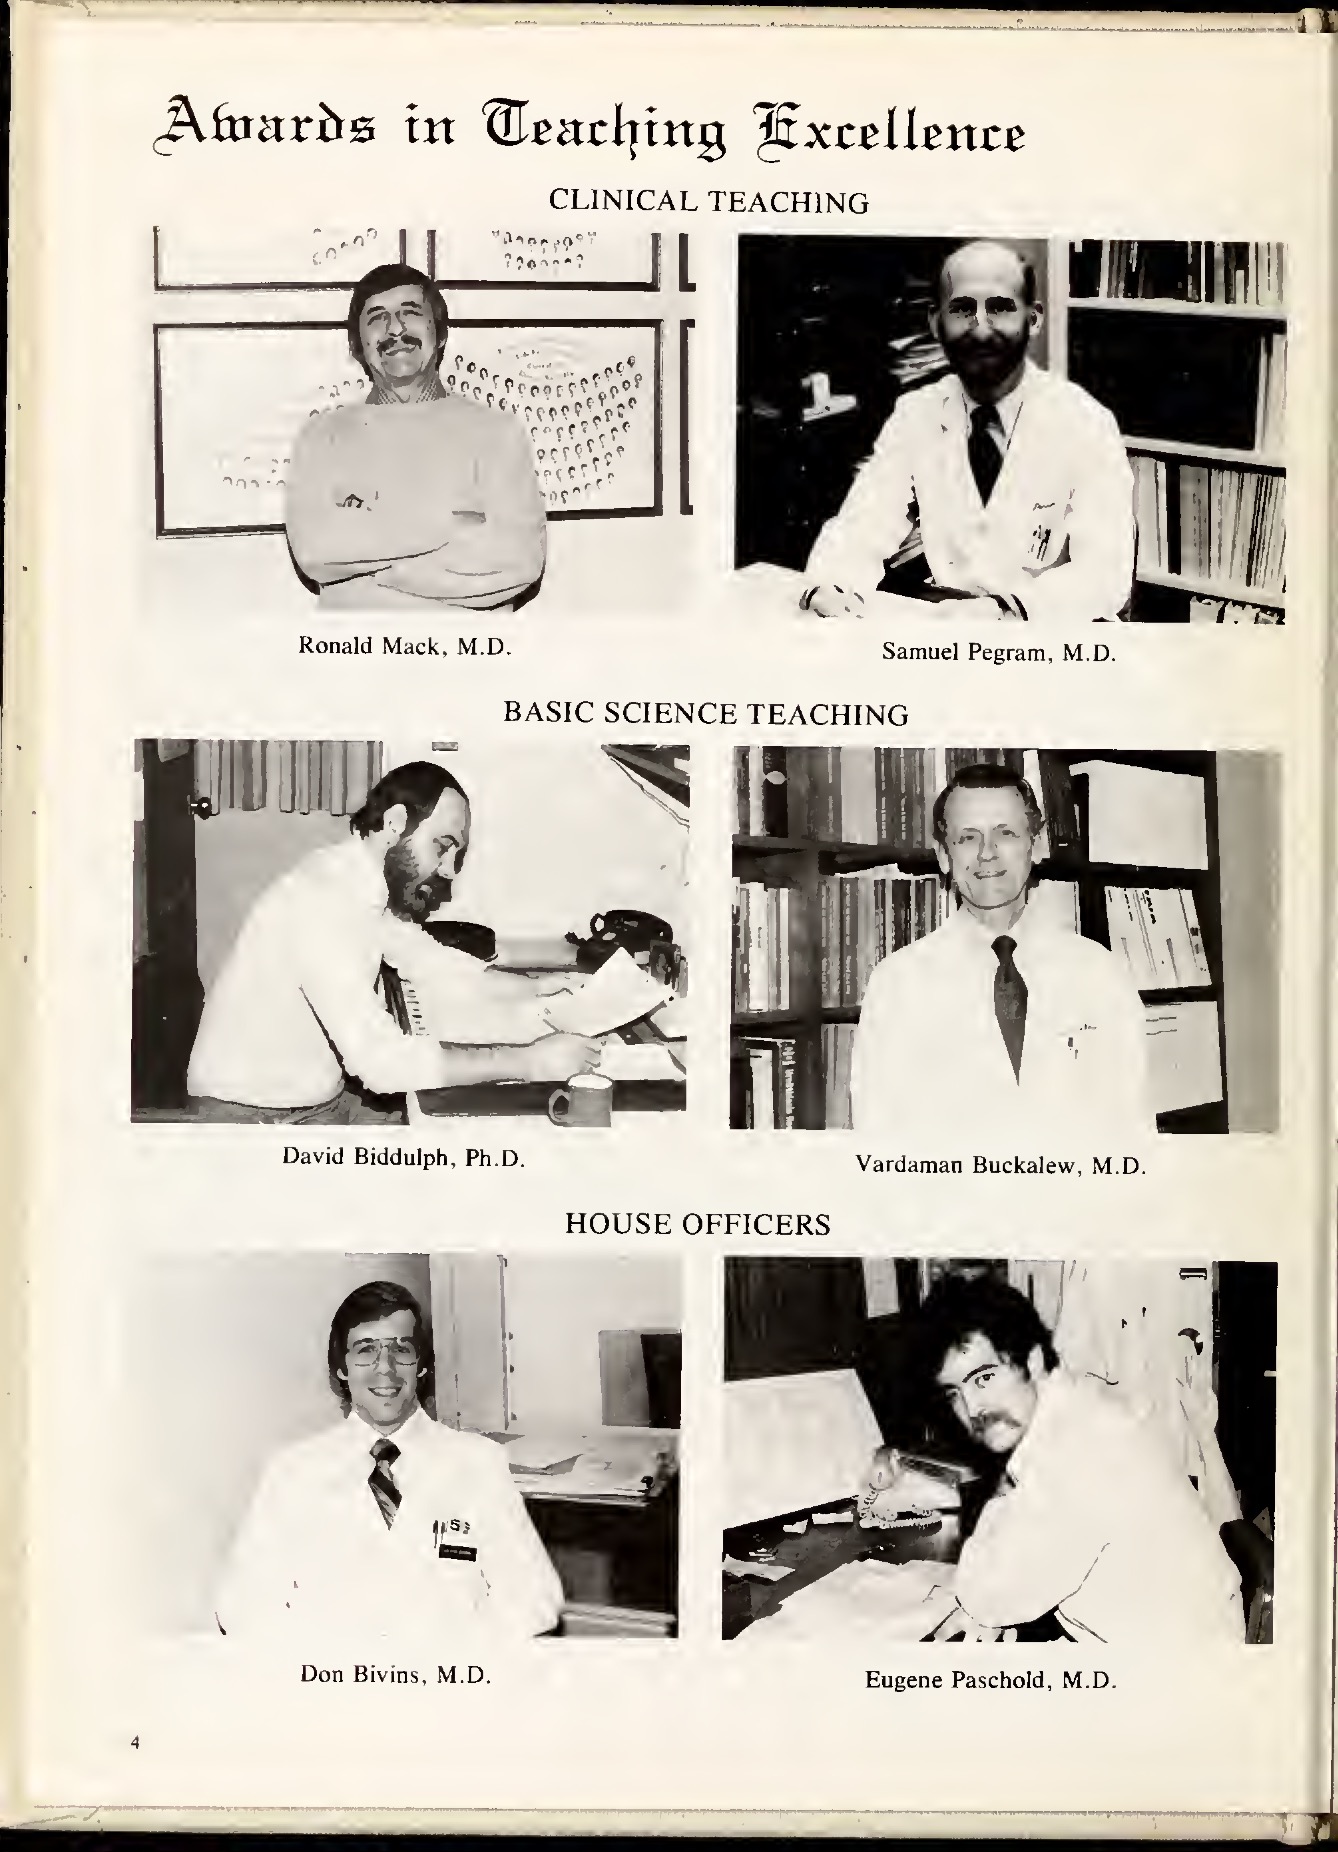 Awards in Teaching Excellence
CLINICAL TEACHING
Ronald Mack, M.D.
Samuel Pegram, M.D.
BASIC SCIENCE TEACHING
David Biddulph, Ph.D.
Vardaman Buckalew, M.D.
HOUSE OFFICERS
Don Bivins, M.D.
Eugene Paschold, M.D.
4